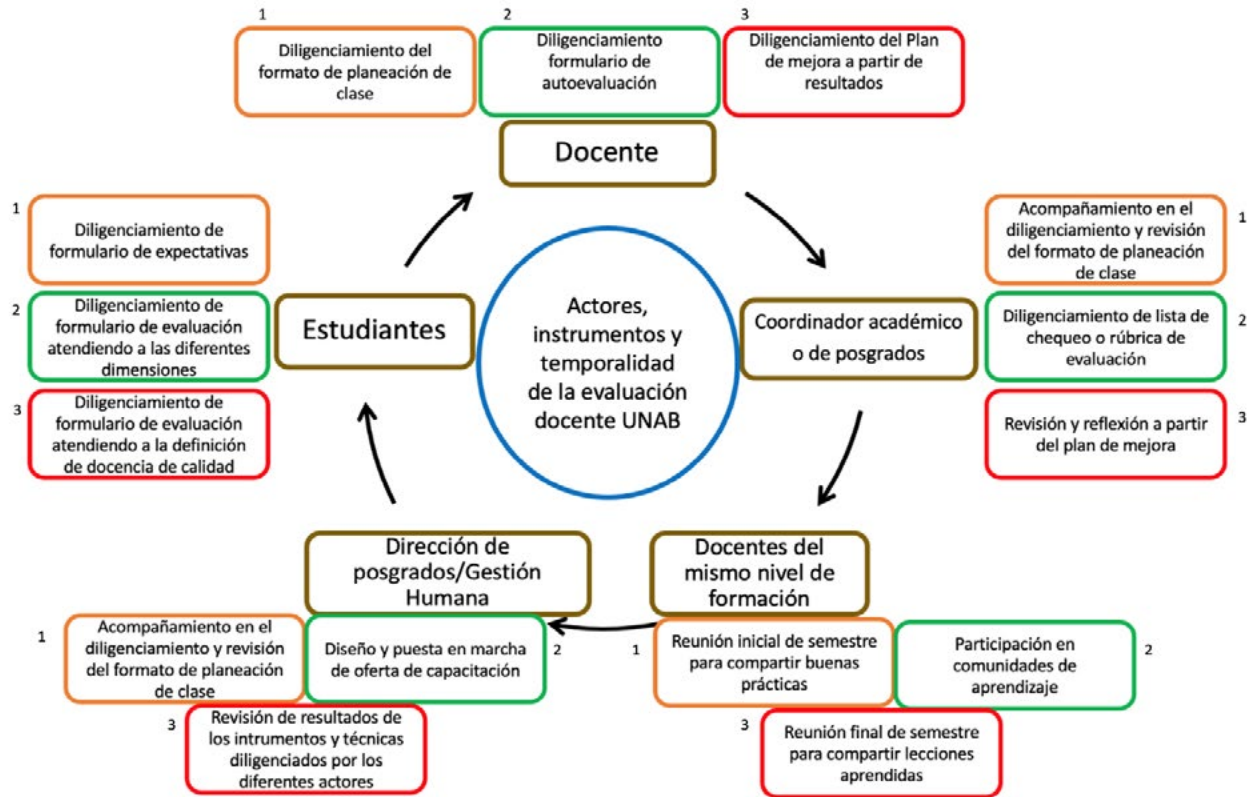 1
Diligenciamiento del
formato de planeación de
clase
2
Diligenciamiento
formulario de
autoevaluación
3
Diligenciamiento del Plan
de mejora a partir de
resultados
Docente
1
Diligenciamiento de
formulario de expectativas
2
Diligenciamiento de
formulario de evaluación
atendiendo a las diferentes
dimensiones
3
Diligenciamiento de
formulario de evaluación
atendiendo a la definición
de docencia de calidad
Estudiantes
Actores,
instrumentos y
temporalidad
de la evaluación
docente UNAB
Coordinador académico
o de posgrados
Acompañamiento en el
diligenciamiento y revisión
del formato de planeación
de clase
1
Diligenciamiento de lista de
chequeo o rúbrica de
evaluación
2
Revisión y reflexión a partir
del plan de mejora
3
Dirección de
posgrados/Gestión
Humana
1
Acompañamiento en el
diligenciamiento y revisión
del formato de planeación
de clase
Diseño y puesta en marcha
de oferta de capacitación
2
3
Revisión de resultados de
los intrumentos y técnicas
diligenciados por los
diferentes actores
Docentes del
mismo nivel de
formación
1
Reunión inicial de semestre
para compartir buenas
prácticas
Participación en
comunidades de
aprendizaje
2
3
Reunión final de semestre
para compartir lecciones
aprendidas